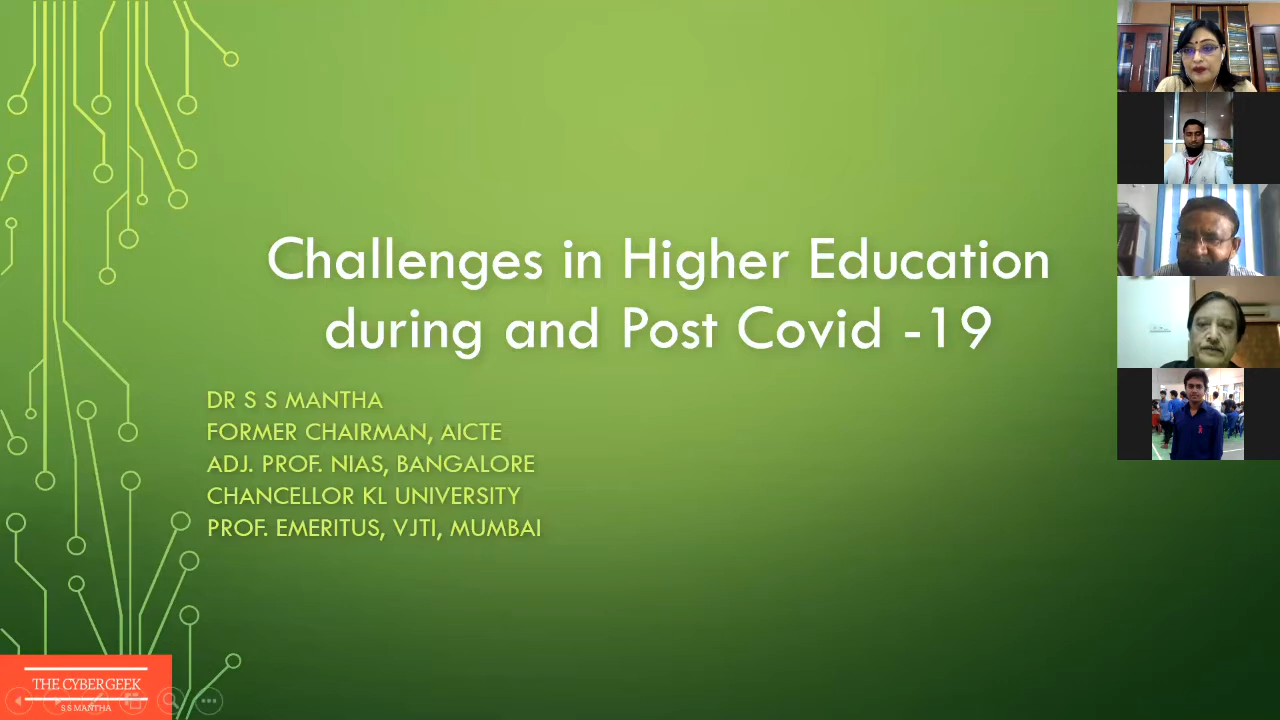 Challenges in Higher Education
during and Post Covid -19
DR S S MANTHA
FORMER CHAIRMAN, AICTE
ADJ. PROF. NIAS, BANGALORE
CHANCELLOR KL UNIVERSITY
PROF. EMERITUS, VJTI, MUMBAI
THE CYBERGEEK
S S MANTHA